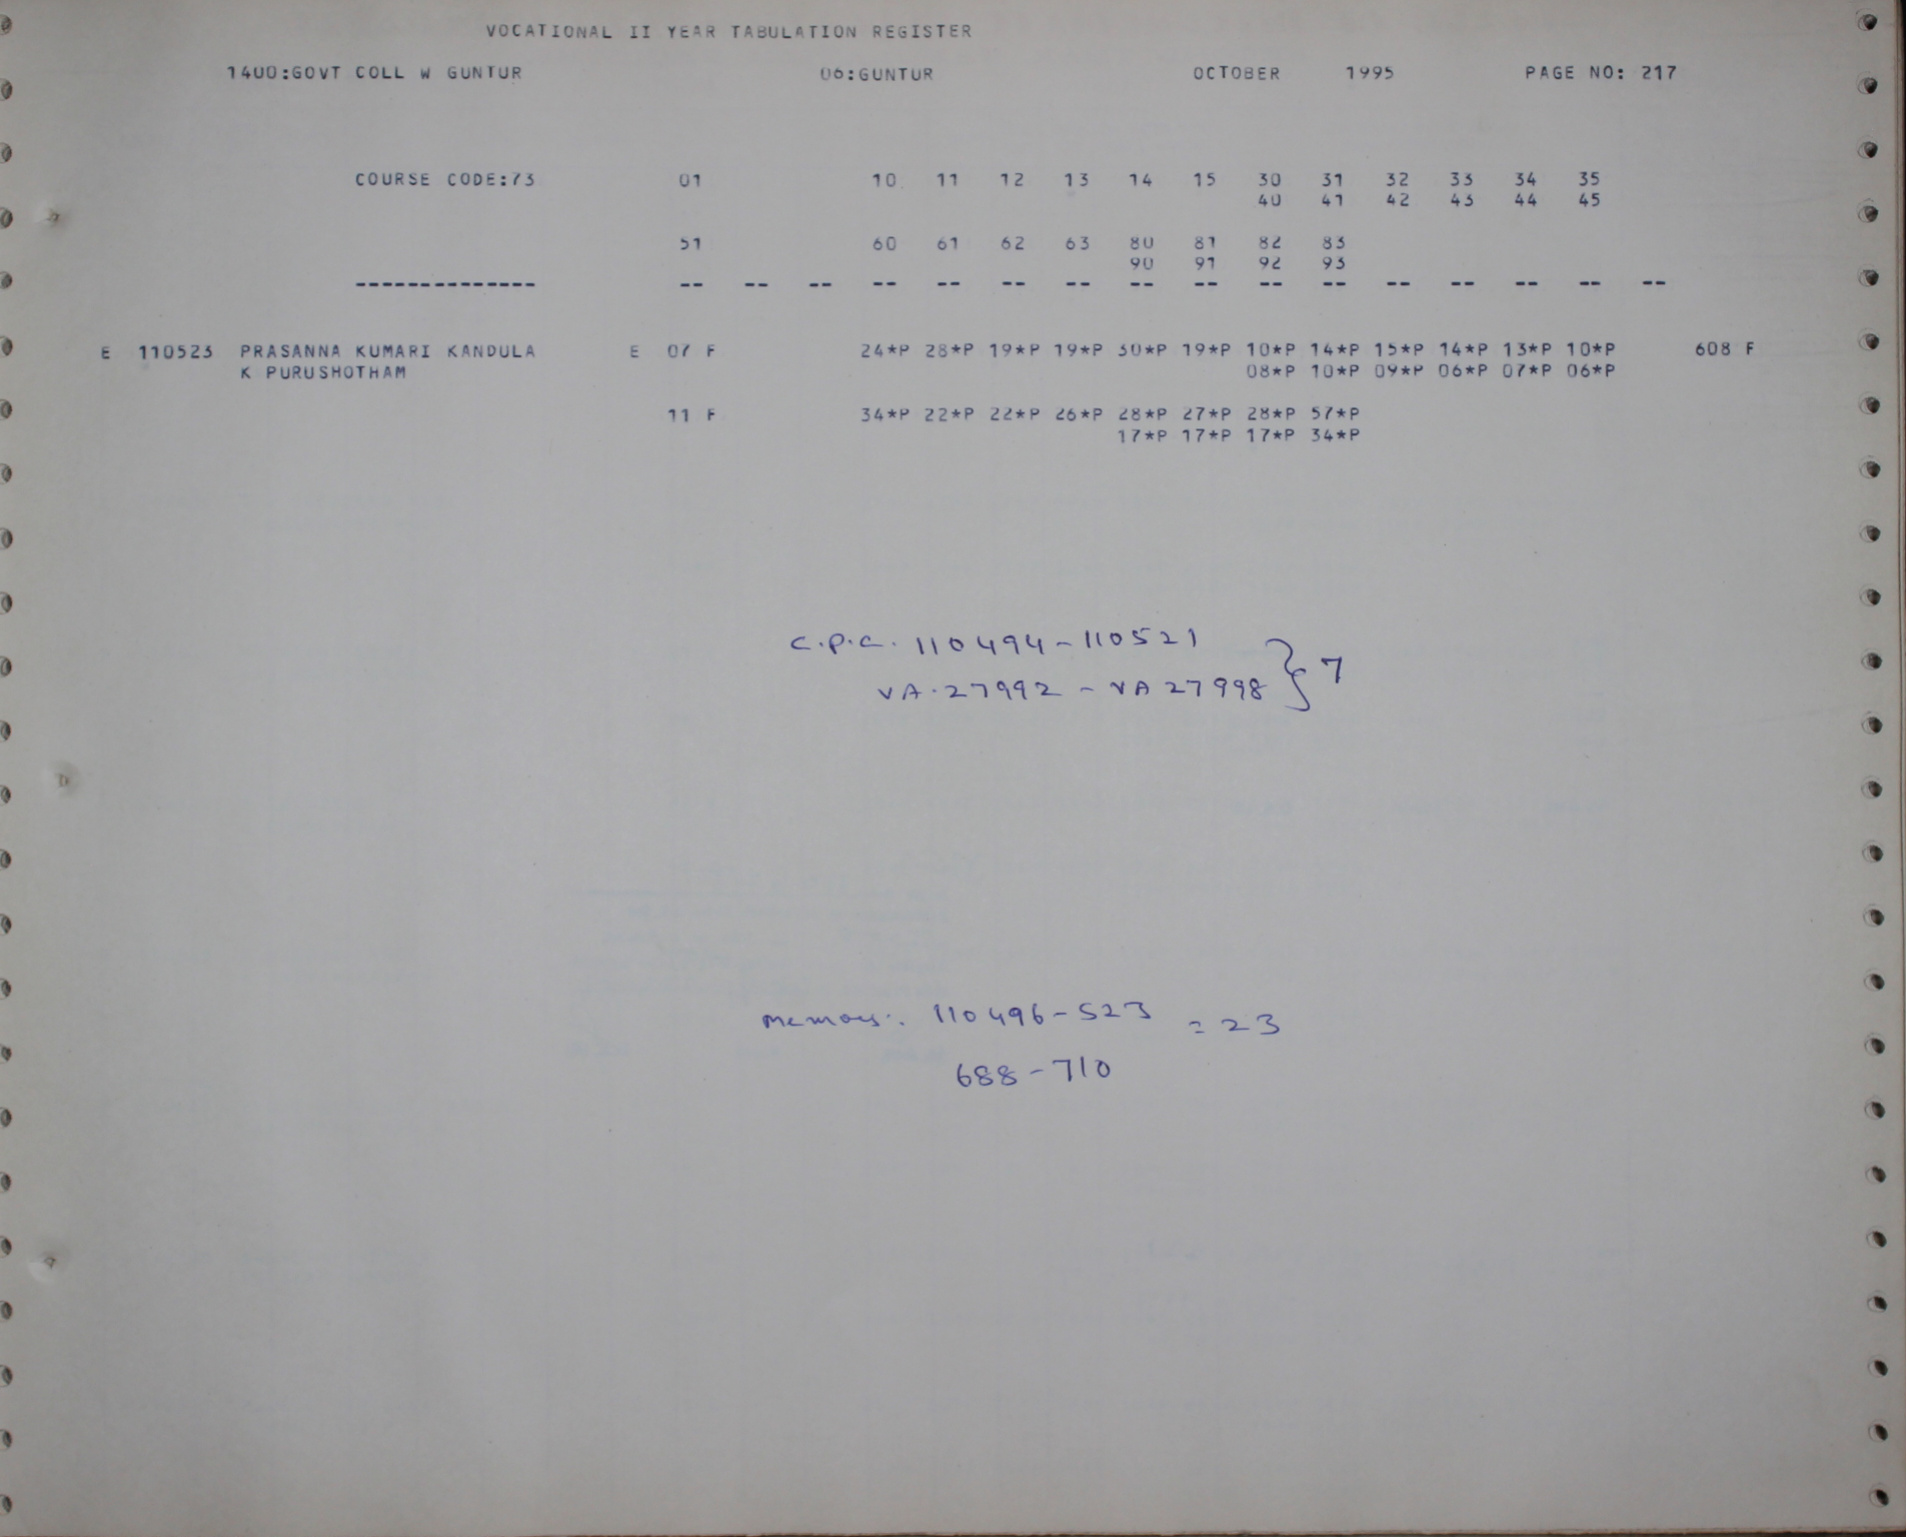 VOCATIONAL II YEAR TABULATION REGISTER
1400:GOVT COLL W GUNTUR 06:GUNTUR OCTOBER 1995 PAGE NO: 217
COURSE CODE:73 01 10 11 12 13 14 15 30 31 32 33 34 35
40 41 42 43 44 45
51 60 61 62 63 80 81 82 83
90 91 92 93
-------------- -- -- -- -- -- -- -- -- -- -- -- -- -- -- -- --
E 110523 PRASANNA KUMARI KANDULA E 07 F 24*P 28*P 19*P 19*P 30*P 19*P 10*P 14*P 15*P 14*P 13*P 10*P 608 F
K PURUSHOTHAM 08*P 10*P 09*P 06*P 07*P 06*P
11 F 34*P 22*P 22*P 26*P 28*P 27*P 28*P 57*P
17*P 17*P 17*P 34*P
C.P.C. 110494-110521
VA.27992 - VA 27998 } 7
110496-523 = 23
688-710